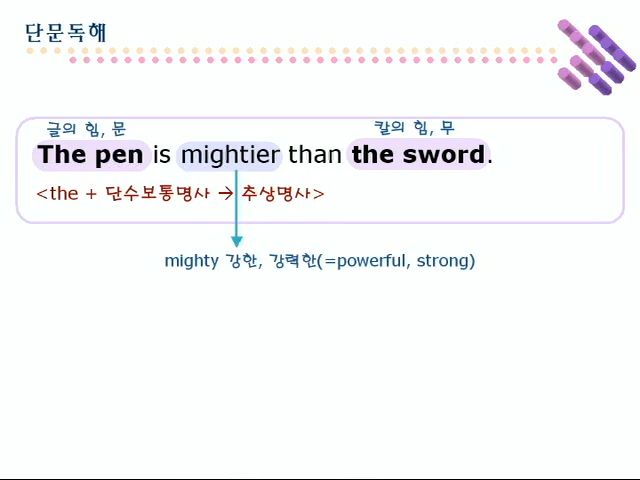 단문독해
글의 힘, 문 칼의 힘, 무
The pen is mightier than the sword.
<the + 단수보통명사 → 추상명사>
mighty 강한, 강력한(=powerful, strong)